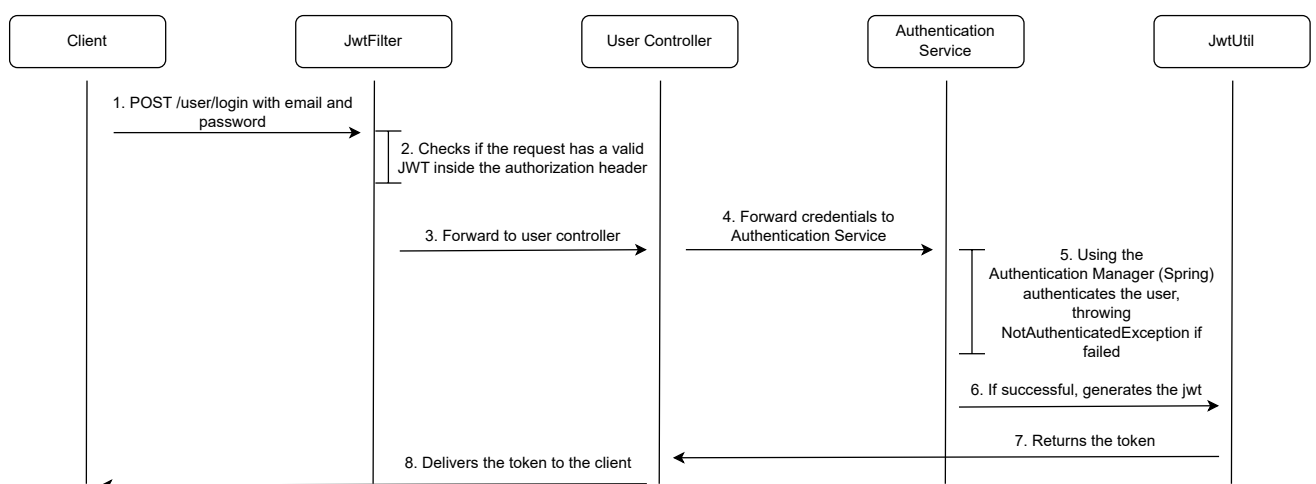 Client
JwtFilter
User Controller
Authentication
Service
JwtUtil
1. POST /user/login with email and
password
2. Checks if the request has a valid
JWT inside the authorization header
3. Forward to user controller
4. Forward credentials to
Authentication Service
5. Using the
Authentication Manager (Spring)
authenticates the user,
throwing
NotAuthenticatedException if
failed
6. If successful, generates the jwt
7. Returns the token
8. Delivers the token to the client